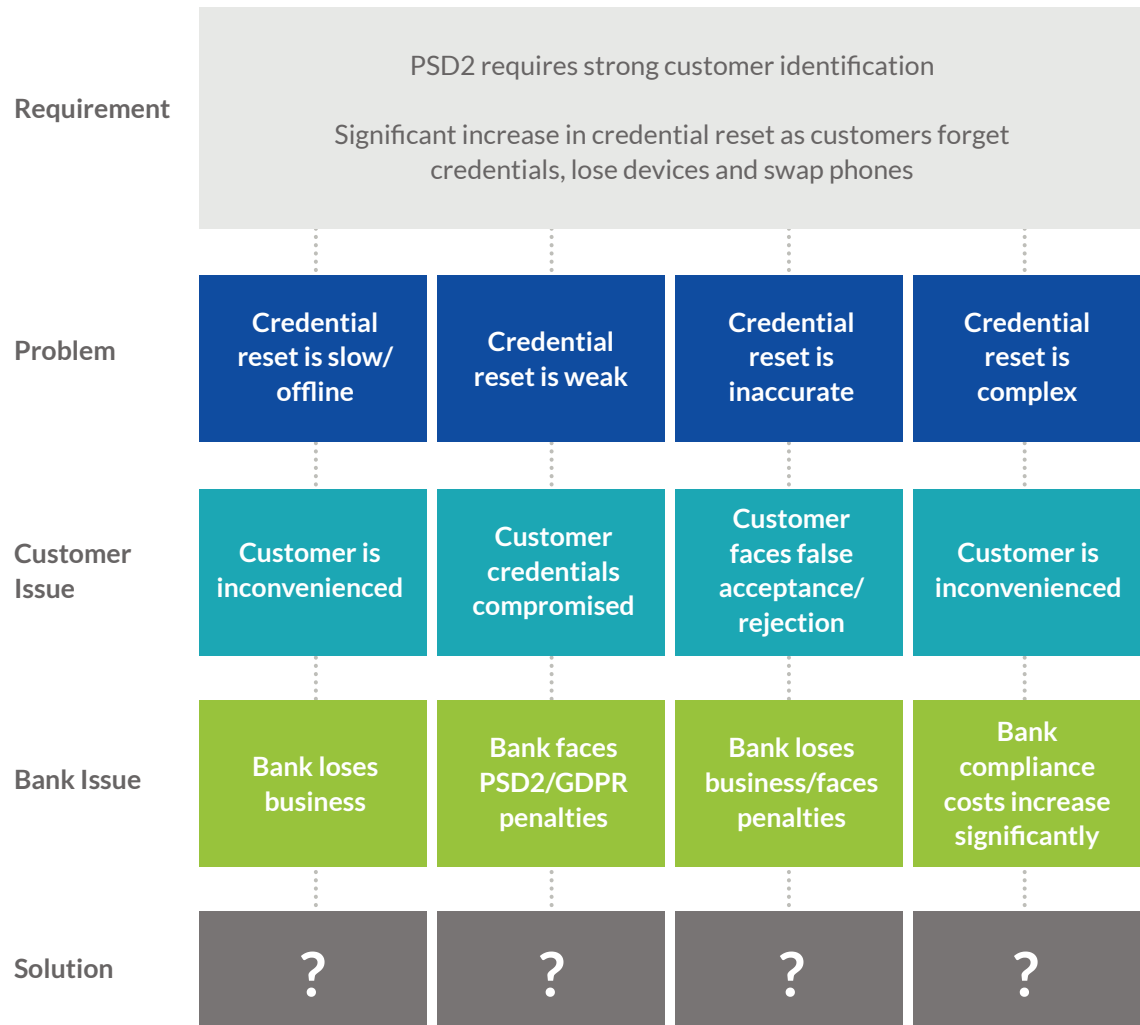 Requirement
PSD2 requires strong customer identification
Significant increase in credential reset as customers forget
credentials, lose devices and swap phones
Problem
Credential
reset is slow/
offline
Credential
reset is weak
Credential
reset is
inaccurate
Credential
reset is
complex
Customer
Issue
Customer is
inconvenienced
Customer
credentials
compromised
Customer
faces false
acceptance/
rejection
Customer is
inconvenienced
Bank Issue
Bank loses
business
Bank faces
PSD2/GDPR
penalties
Bank loses
business/faces
penalties
Bank
compliance
costs increase
significantly
Solution
?
?
?
?